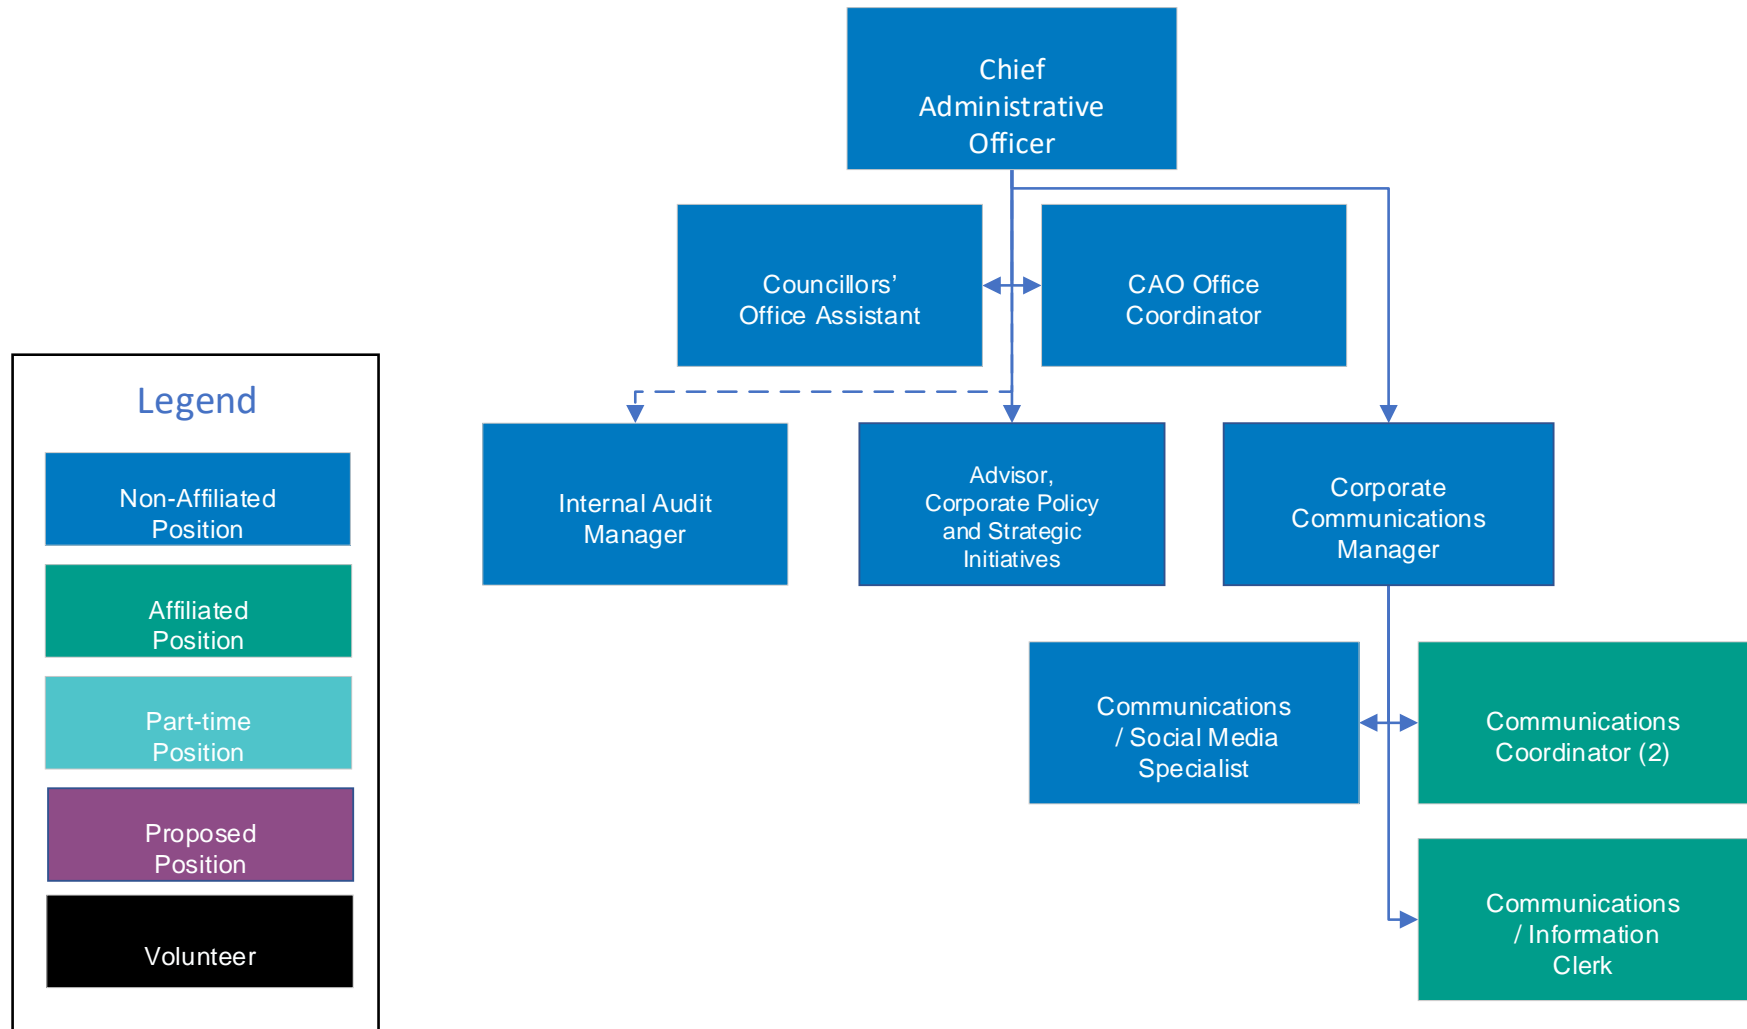 Chief
Administrative
Officer
Councillors’
Office Assistant
CAO Office
Coordinator
Legend
Non-Affiliated
Position
Affiliated
Position
Part-time
Position
Proposed
Position
Volunteer
Internal Audit
Manager
Advisor,
Corporate Policy
and Strategic
Initiatives
Corporate
Communications
Manager
Communications
/ Social Media
Specialist
Communications
Coordinator (2)
Communications
/ Information
Clerk